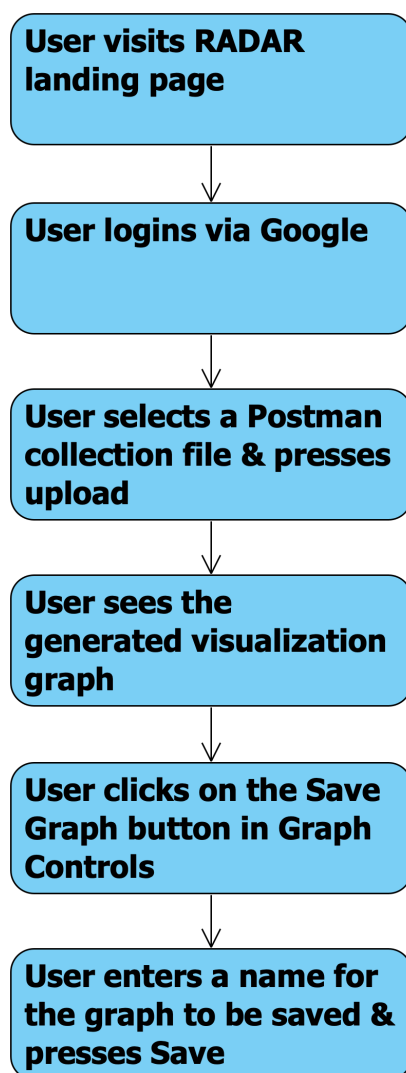 User visits RADAR
landing page
User logins via Google
User selects a Postman
collection file & presses
upload
User sees the
generated visualization
graph
User clicks on the Save
Graph button in Graph
Controls
User enters a name for
the graph to be saved &
presses Save